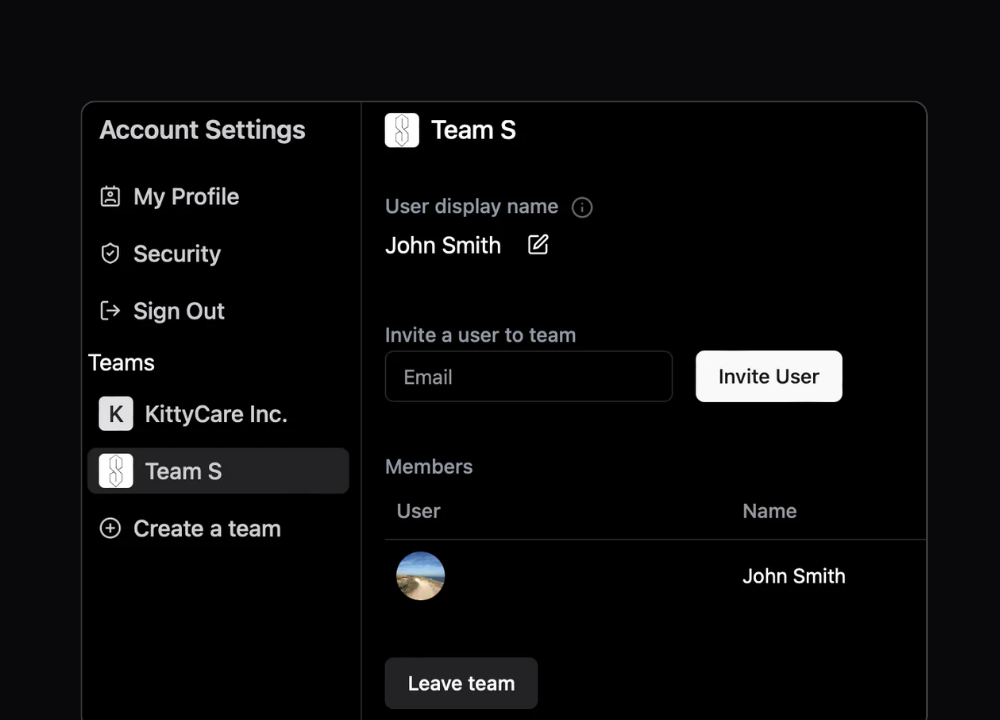 Account Settings
My Profile
Security
Sign Out
Teams
K KittyCare Inc.
Team S
Create a team
Team S
User display name
John Smith
Invite a user to team
Email
Invite User
Members
User Name
John Smith
Leave team